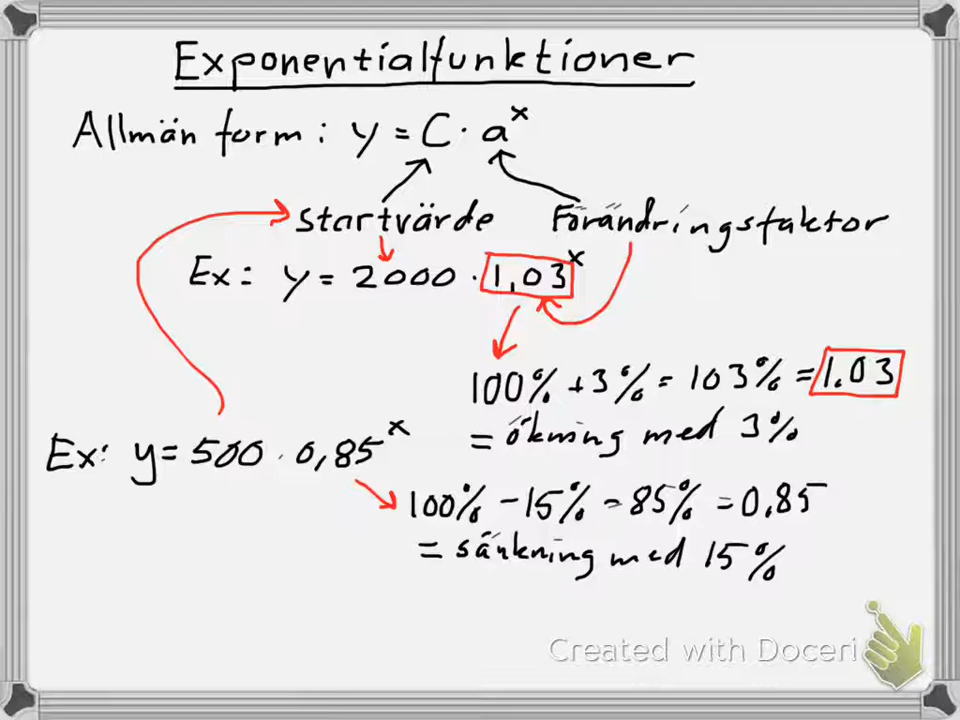 Exponentialfunktioner
Allmän form: y = C · a^x
startvärde Förändringsfaktor
Ex: y = 2000 · 1,03^x
100% + 3% = 103% = 1.03
= ökning med 3%
Ex: y = 500 · 0,85^x
100% - 15% = 85% = 0,85
= sänkning med 15%
Created with Doceri